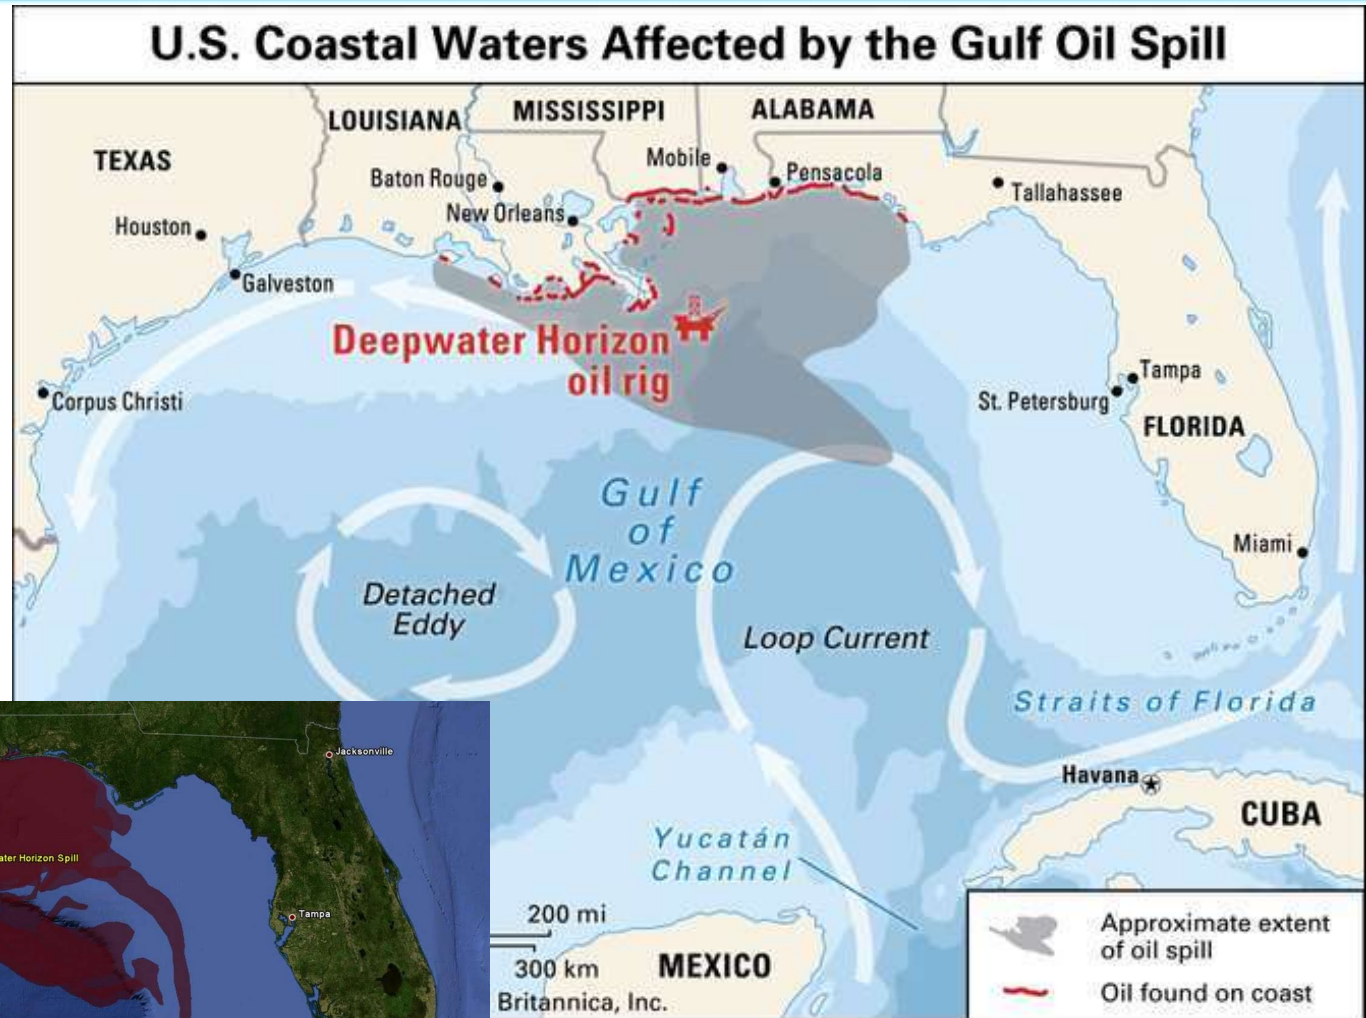 U.S. Coastal Waters Affected by the Gulf Oil Spill
LOUISIANA
MISSISSIPPI
ALABAMA
TEXAS
Mobile
Pensacola
Baton Rouge
Tallahassee
New Orleans
Houston
Galveston
Deepwater Horizon
oil rig
Tampa
Corpus Christi
St. Petersburg
FLORIDA
Gulf
of
Mexico
Miami
Detached
Eddy
Loop Current
Straits of Florida
Havana
CUBA
Yucatán
Channel
Jacksonville
ater Horizon Spill
Tampa
200 mi
300 km
MEXICO
Britannica, Inc.
Approximate extent
of oil spill
Oil found on coast